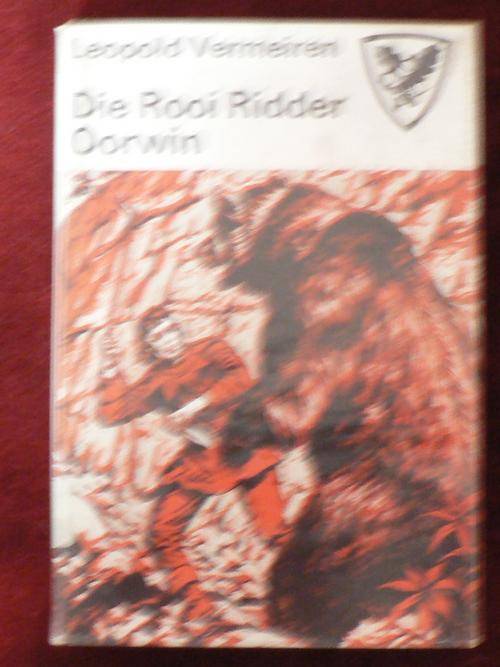 Leopold Vermeiren
Die Rooi Ridder
Oorwin